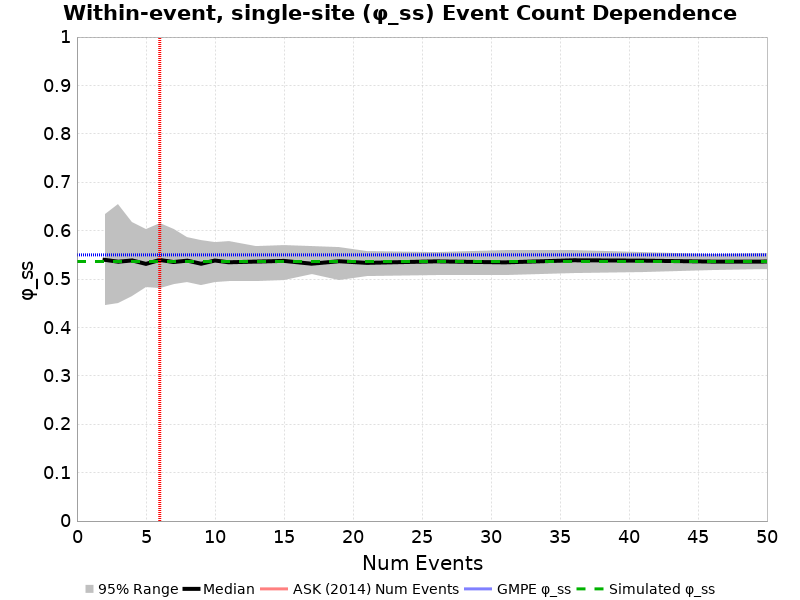 Within-event, single-site (φ_ss) Event Count Dependence
1
0.9
0.8
0.7
0.6
0.5
0.4
0.3
0.2
0.1
0
φ_ss
0 5 10 15 20 25 30 35 40 45 50
Num Events
95% Range Median ASK (2014) Num Events GMPE φ_ss Simulated φ_ss